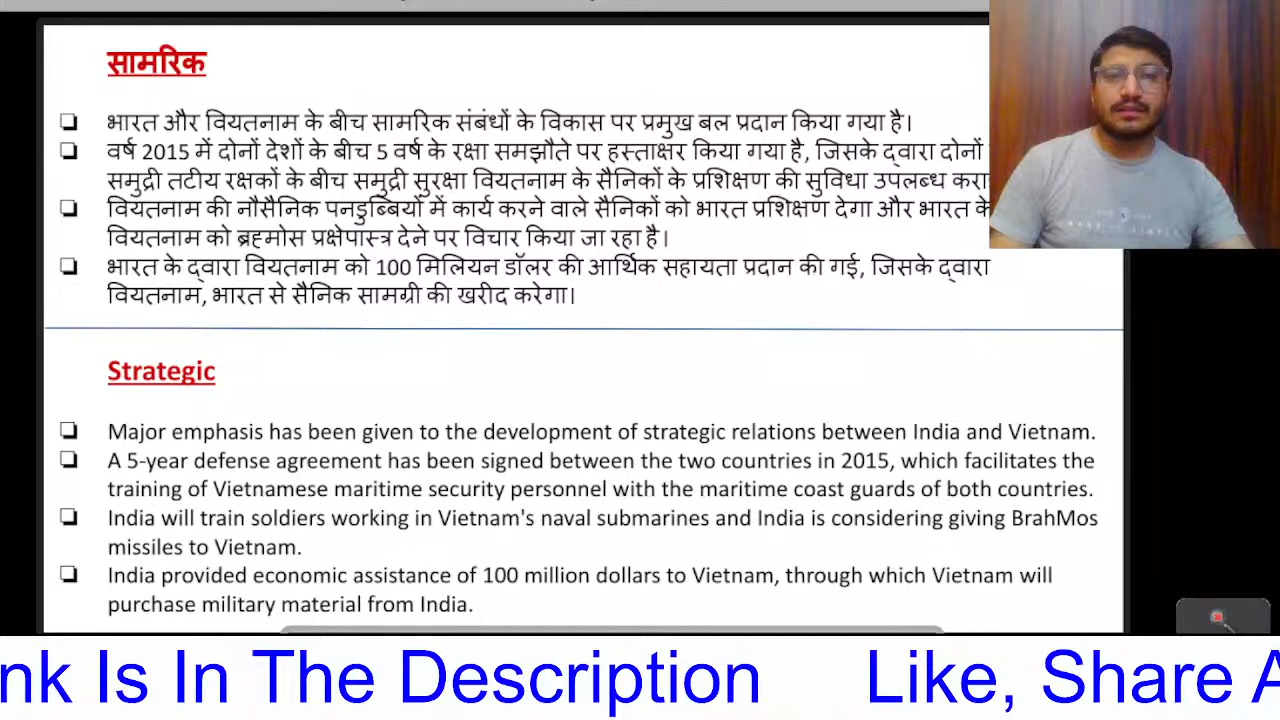 सामरिक
❑ भारत और वियतनाम के बीच सामरिक संबंधों के विकास पर प्रमुख बल प्रदान किया गया है।
❑ वर्ष 2015 में दोनों देशों के बीच 5 वर्ष के रक्षा समझौते पर हस्ताक्षर किया गया है, जिसके द्वारा दोनों
समुद्री तटीय रक्षकों के बीच समुद्री सुरक्षा वियतनाम के सैनिकों के प्रशिक्षण की सुविधा उपलब्ध
❑ वियतनाम की नौसैनिक पनडुब्बियों में कार्य करने वाले सैनिकों को भारत प्रशिक्षण देगा और भारत के
वियतनाम को ब्रह्मोस प्रक्षेपास्त्र देने पर विचार किया जा रहा है।
❑ भारत के द्वारा वियतनाम को 100 मिलियन डॉलर की आर्थिक सहायता प्रदान की गई, जिसके द्वारा
वियतनाम, भारत से सैनिक सामग्री की खरीद करेगा।
Strategic
❑ Major emphasis has been given to the development of strategic relations between India and Vietnam.
❑ A 5-year defense agreement has been signed between the two countries in 2015, which facilitates the
training of Vietnamese maritime security personnel with the maritime coast guards of both countries.
❑ India will train soldiers working in Vietnam's naval submarines and India is considering giving BrahMos
missiles to Vietnam.
❑ India provided economic assistance of 100 million dollars to Vietnam, through which Vietnam will
purchase military material from India.
nk Is In The Description Like, Share A